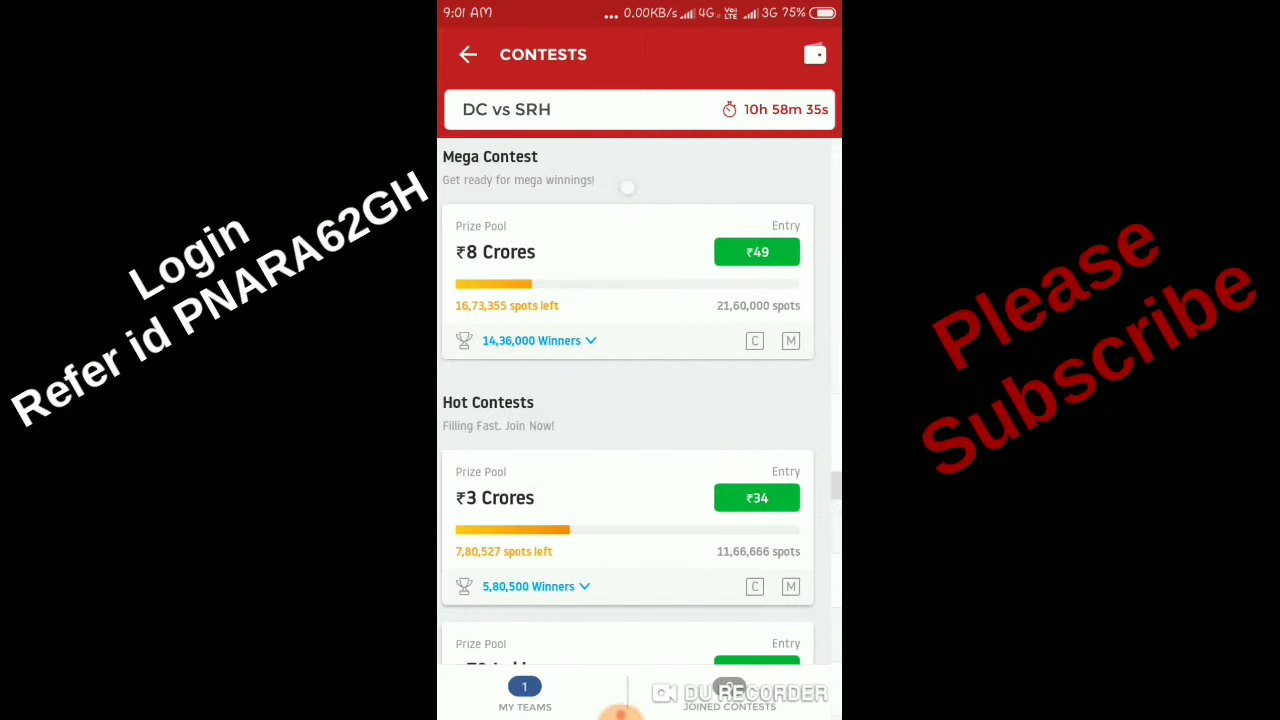 9:01 AM
... 0.00KB/s 4G VoLTE 3G 75%
CONTESTS
DC vs SRH
10h 58m 35s
Mega Contest
Get ready for mega winnings!
Prize Pool
Entry
₹8 Crores
₹49
16,73,355 spots left
21,60,000 spots
14,36,000 Winners
C
M
Hot Contests
Filling Fast. Join Now!
Prize Pool
Entry
₹3 Crores
₹34
7,80,527 spots left
11,66,666 spots
5,80,500 Winners
C
M
Prize Pool
Entry
1
MY TEAMS
JOINED CONTESTS
DU RECORDER
Login
Refer id PNARA62GH
Please
Subscribe